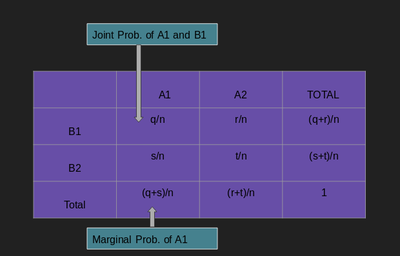 Joint Prob. of A1 and B1
A1 A2 TOTAL
B1 q/n r/n (q+r)/n
B2 s/n t/n (s+t)/n
Total (q+s)/n (r+t)/n 1
Marginal Prob. of A1